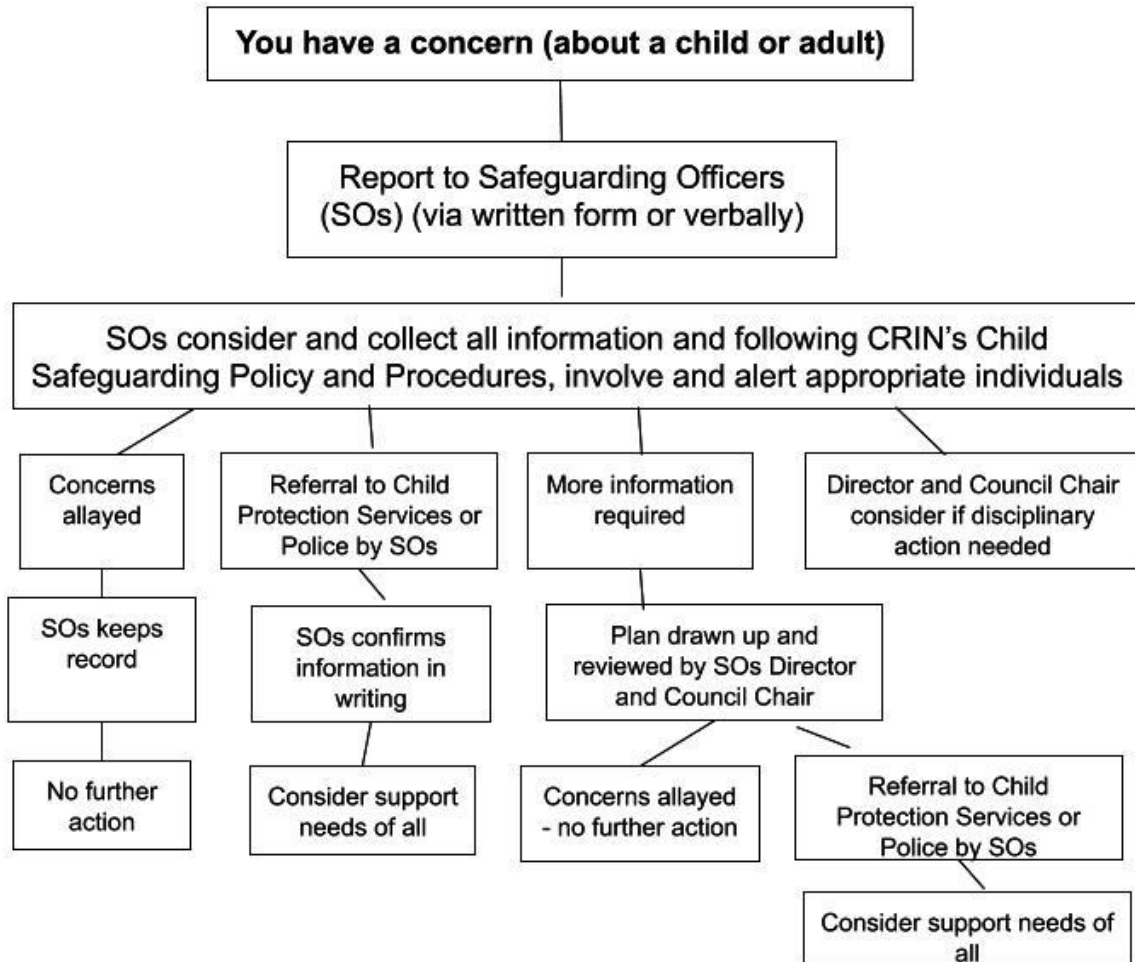 You have a concern (about a child or adult)
Report to Safeguarding Officers
(SOs) (via written form or verbally)
SOs consider and collect all information and following CRIN's Child
Safeguarding Policy and Procedures, involve and alert appropriate individuals
Concerns
allayed
Referral to Child
Protection Services or
Police by SOs
More information
required
Director and Council Chair
consider if disciplinary
action needed
SOs keeps
record
SOs confirms
information in
writing
Plan drawn up and
reviewed by SOs Director
and Council Chair
No further
action
Consider support
needs of all
Concerns allayed
- no further action
Referral to Child
Protection Services or
Police by SOs
Consider support needs of
all